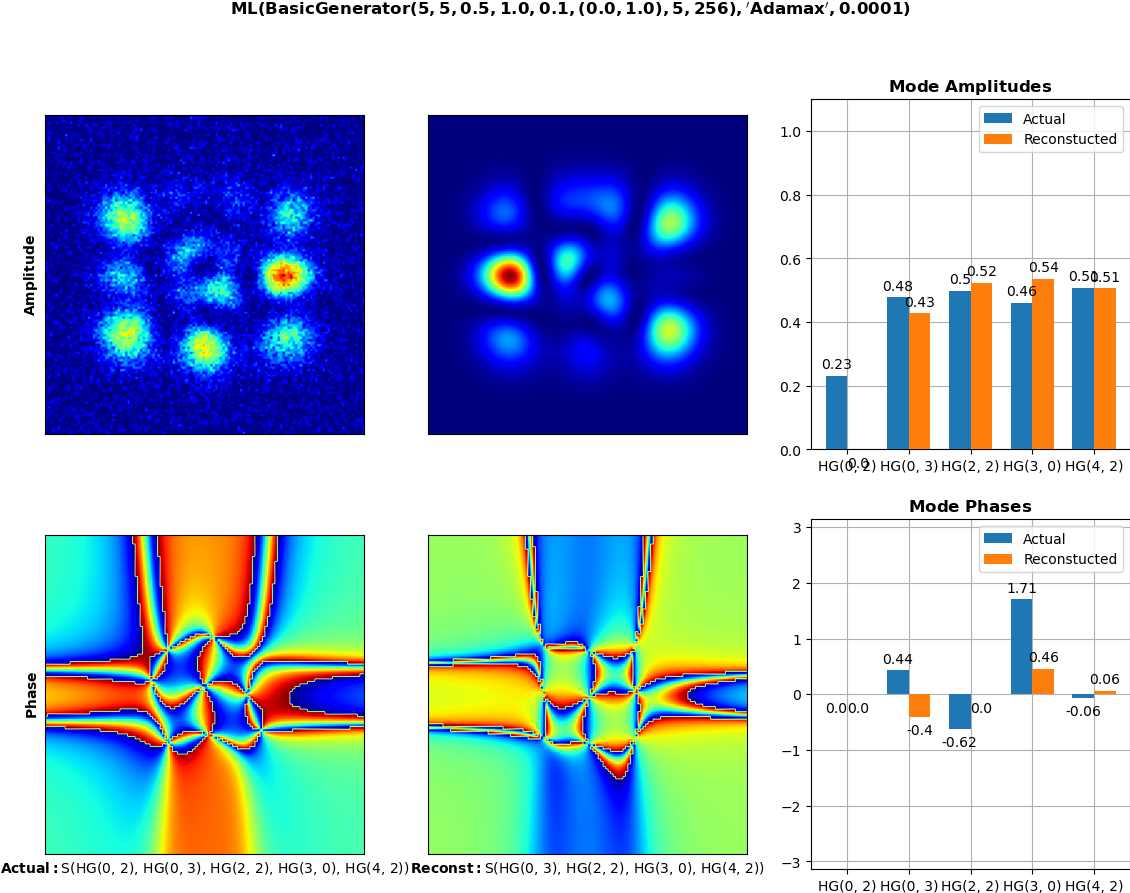 ML(BasicGenerator(5, 5, 0.5, 1.0, 0.1, (0.0, 1.0), 5, 256), ′Adamax′, 0.0001)
Mode Amplitudes
Amplitude
1.0
0.8
0.6
0.4
0.2
0.0
Actual
Reconstucted
0.23
0.0
0.48
0.43
0.5
0.52
0.46
0.54
0.50
0.51
HG(0, 2)
HG(0, 3)
HG(2, 2)
HG(3, 0)
HG(4, 2)
Mode Phases
Phase
3
2
1
0
−1
−2
−3
Actual
Reconstucted
0.0
0.0
0.44
-0.4
-0.62
0.0
1.71
0.46
-0.06
0.06
HG(0, 2)
HG(0, 3)
HG(2, 2)
HG(3, 0)
HG(4, 2)
Actual: S(HG(0, 2), HG(0, 3), HG(2, 2), HG(3, 0), HG(4, 2))
Reconst: S(HG(0, 3), HG(2, 2), HG(3, 0), HG(4, 2))